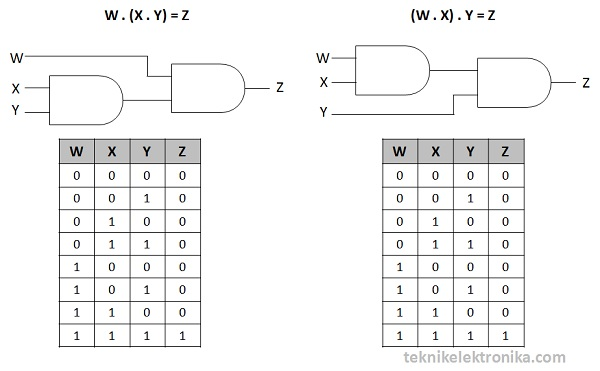 W . (X . Y) = Z
W
X
Y
Z
W X Y Z
0 0 0 0
0 0 1 0
0 1 0 0
0 1 1 0
1 0 0 0
1 0 1 0
1 1 0 0
1 1 1 1
(W . X) . Y = Z
W
X
Y
Z
W X Y Z
0 0 0 0
0 0 1 0
0 1 0 0
0 1 1 0
1 0 0 0
1 0 1 0
1 1 0 0
1 1 1 1
teknikelektronika.com